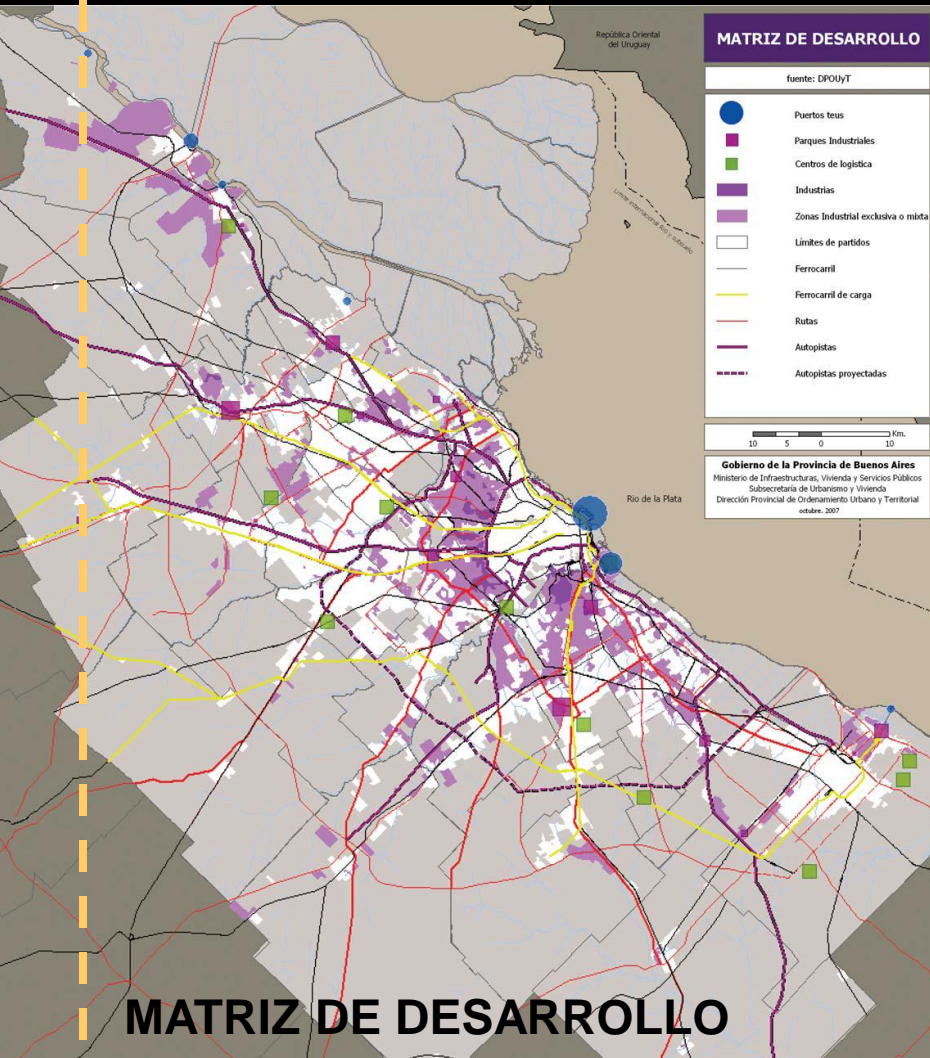 República Oriental
del Uruguay
MATRIZ DE DESARROLLO
fuente: DPOUyT
Puertos teus
Parques Industriales
Centros de logistica
Industrias
Zonas Industrial exclusiva o mixta
Límites de partidos
Ferrocarril
Ferrocarril de carga
Rutas
Autopistas
Autopistas proyectadas
Km.
10 5 0 10
Gobierno de la Provincia de Buenos Aires
Ministerio de Infraestructuras, Vivienda y Servicios Públicos
Subsecretaría de Urbanismo y Vivienda
Dirección Provincial de Ordenamiento Urbano y Territorial
octubre. 2007
Rio de la Plata
MATRIZ DE DESARROLLO